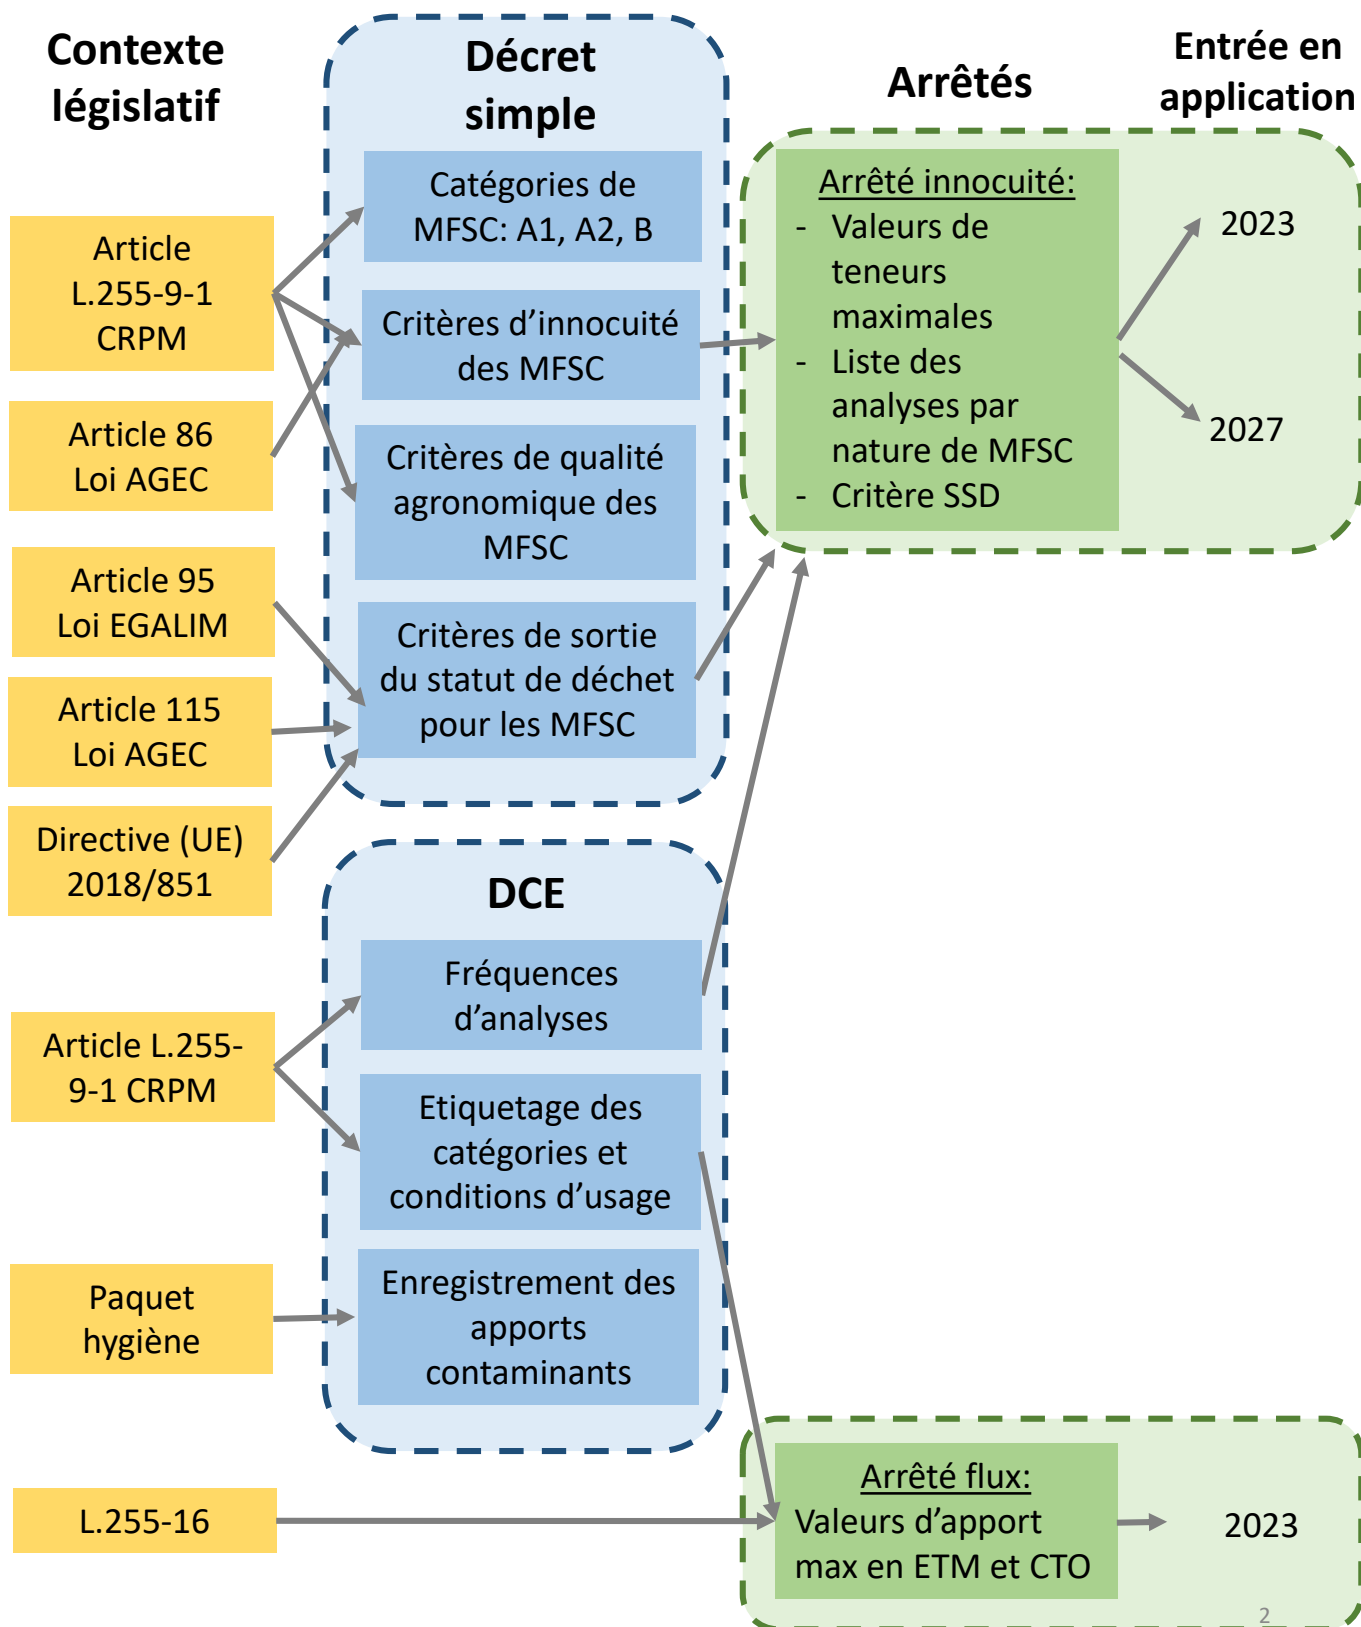 Contexte
législatif
Décret
simple
Arrêtés
Entrée en
application
Article
L.255-9-1
CRPM
Article 86
Loi AGEC
Article 95
Loi EGALIM
Article 115
Loi AGEC
Directive (UE)
2018/851
Article L.255-
9-1 CRPM
Paquet
hygiène
L.255-16
Catégories de
MFSC: A1, A2, B
Critères d’innocuité
des MFSC
Critères de qualité
agronomique des
MFSC
Critères de sortie
du statut de déchet
pour les MFSC
DCE
Fréquences
d’analyses
Etiquetage des
catégories et
conditions d’usage
Enregistrement des
apports
contaminants
Arrêté innocuité:
- Valeurs de
teneurs
maximales
- Liste des
analyses par
nature de MFSC
- Critère SSD
2023
2027
Arrêté flux:
Valeurs d’apport
max en ETM et CTO
2023
2